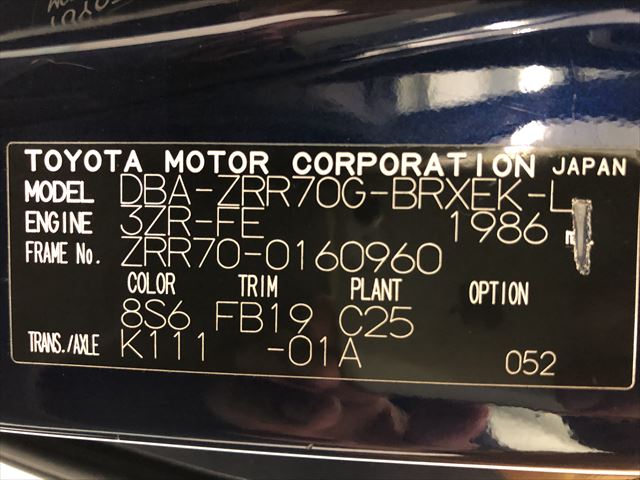 TOYOTA MOTOR CORPORATION JAPAN
MODEL DBA-ZRR70G-BRXEK-L
ENGINE 3ZR-FE 1986
FRAME No. ZRR70-0160960
COLOR TRIM PLANT OPTION
8S6 FB19 C25
TRANS./AXLE K111 -01A 052